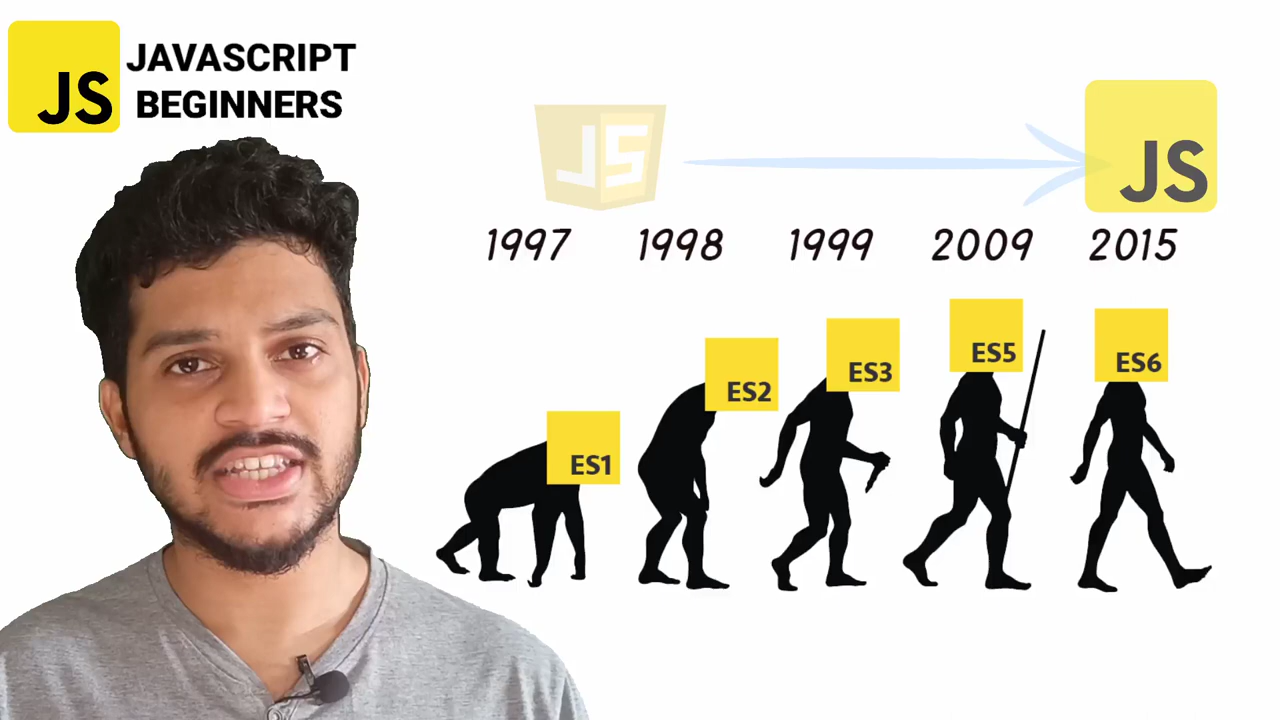 JS
JAVASCRIPT
BEGINNERS
JS
JS
1997 1998 1999 2009 2015
ES1
ES2
ES3
ES5
ES6